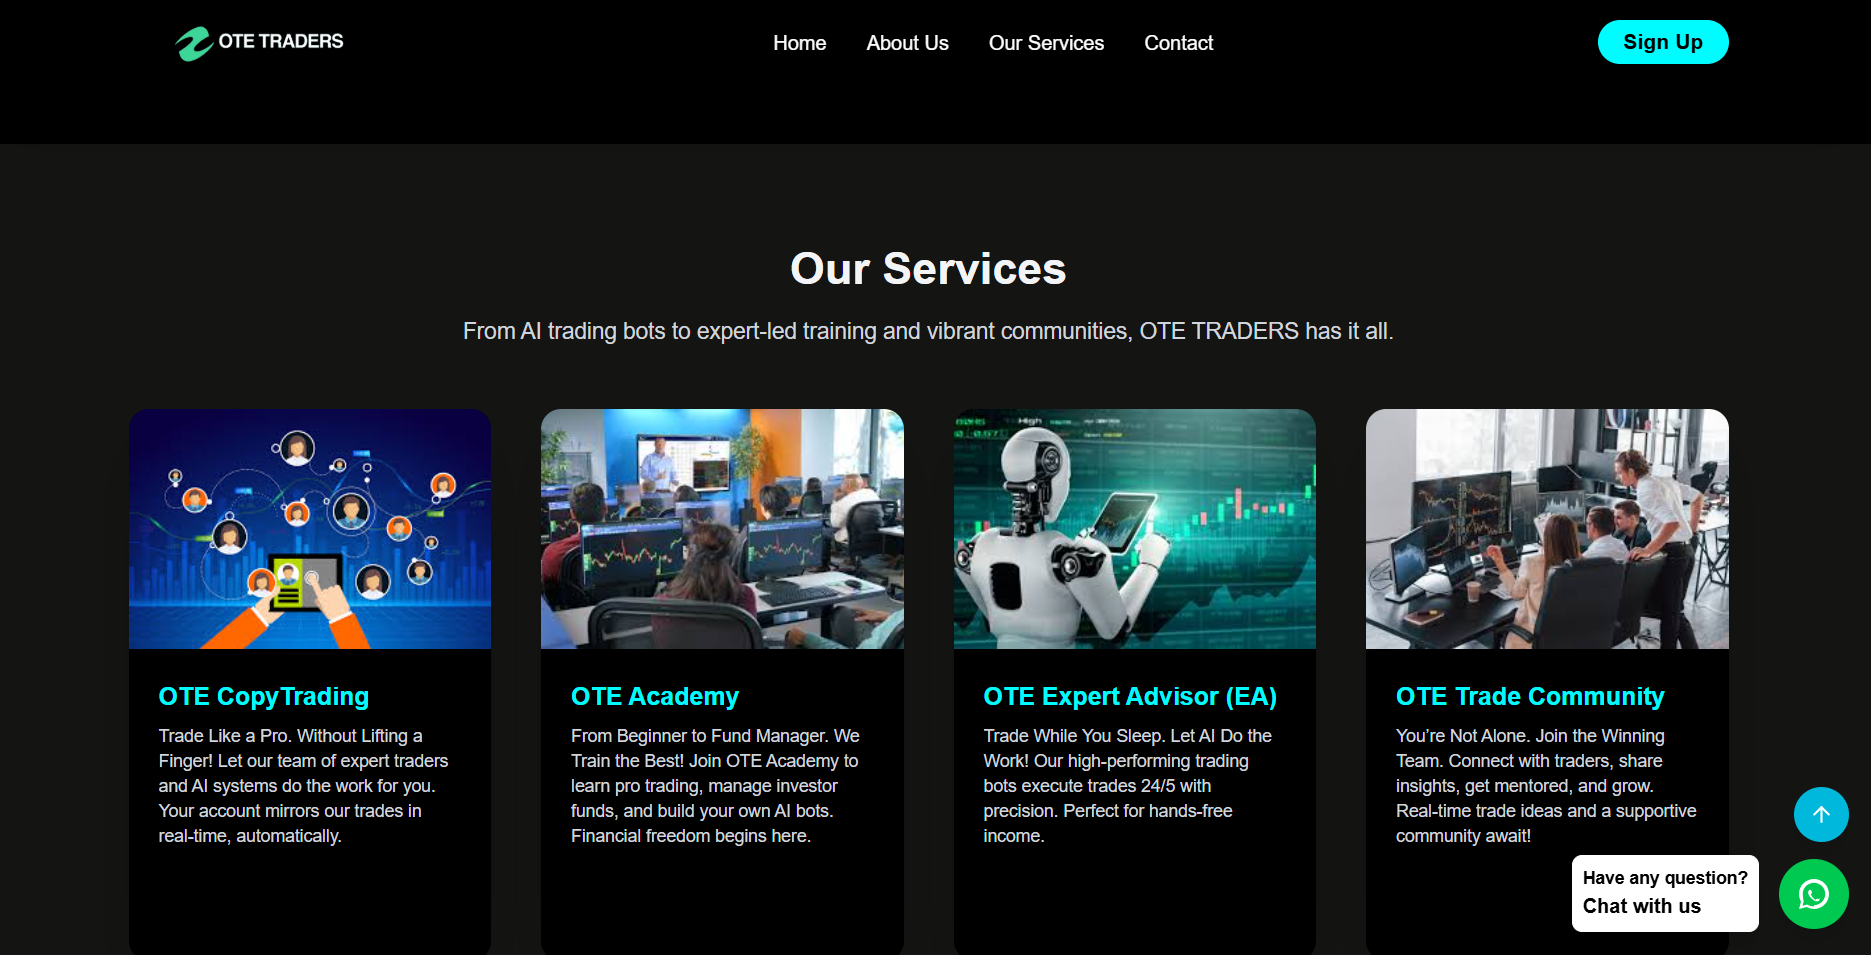 OTE TRADERS
Home
About Us
Our Services
Contact
Sign Up
Our Services
From AI trading bots to expert-led training and vibrant communities, OTE TRADERS has it all.
High
OTE CopyTrading
Trade Like a Pro. Without Lifting a
Finger! Let our team of expert traders
and AI systems do the work for you.
Your account mirrors our trades in
real-time, automatically.
OTE Academy
From Beginner to Fund Manager. We
Train the Best! Join OTE Academy to
learn pro trading, manage investor
funds, and build your own AI bots.
Financial freedom begins here.
OTE Expert Advisor (EA)
Trade While You Sleep. Let AI Do the
Work! Our high-performing trading
bots execute trades 24/5 with
precision. Perfect for hands-free
income.
OTE Trade Community
You’re Not Alone. Join the Winning
Team. Connect with traders, share
insights, get mentored, and grow.
Real-time trade ideas and a supportive
community await!
Have any question?
Chat with us